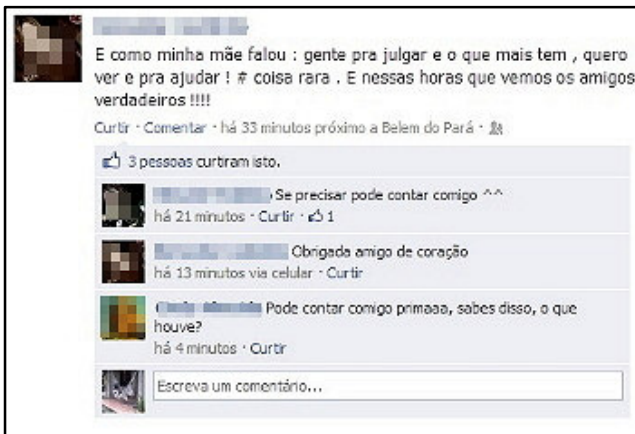 E como minha mãe falou : gente pra julgar e o que mais tem , quero
ver e pra ajudar ! # coisa rara . E nessas horas que vemos os amigos
verdadeiros !!!!
Curtir · Comentar · há 33 minutos próximo a Belem do Pará ·
3 pessoas curtiram isto.
Se precisar pode contar comigo ^^
há 21 minutos · Curtir · 1
Obrigada amigo de coração
há 13 minutos via celular · Curtir
Pode contar comigo primaaa, sabes disso, o que
houve?
há 4 minutos · Curtir
Escreva um comentário...